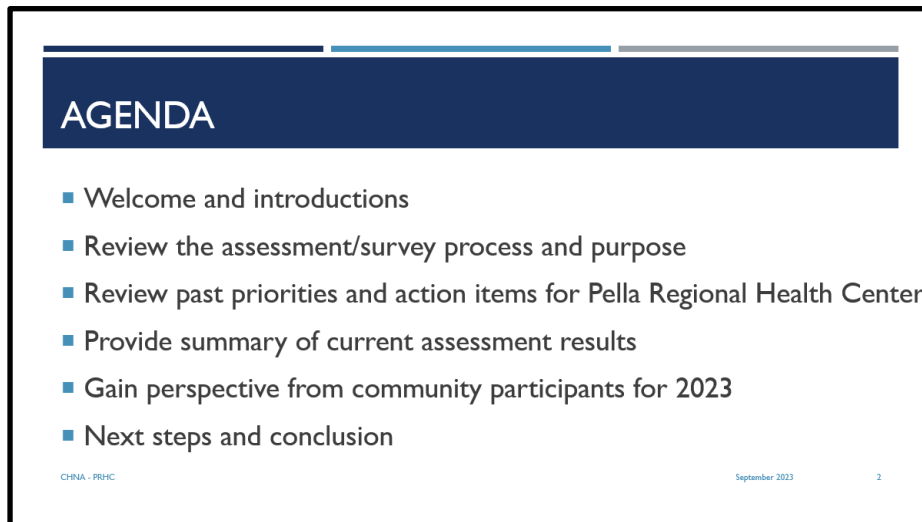 AGENDA
Welcome and introductions
Review the assessment/survey process and purpose
Review past priorities and action items for Pella Regional Health Center
Provide summary of current assessment results
Gain perspective from community participants for 2023
Next steps and conclusion
CHNA - PRHC September 2023 2